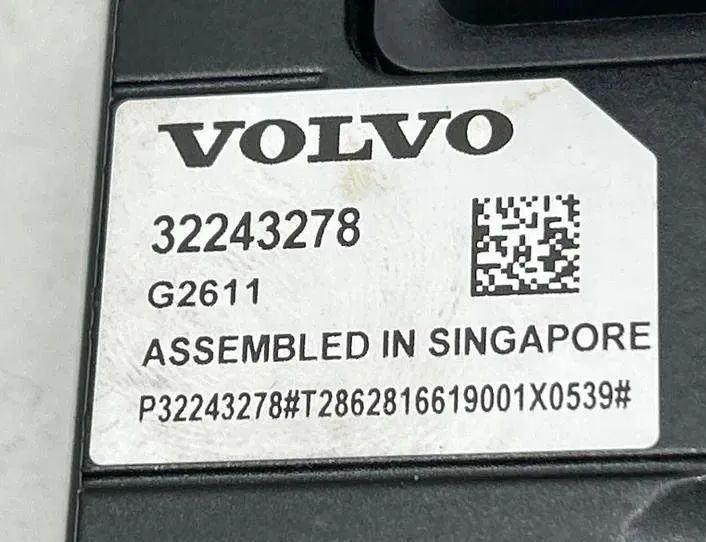 VOLVO
32243278
G2611
ASSEMBLED IN SINGAPORE
P32243278#T2862816619001X0539#